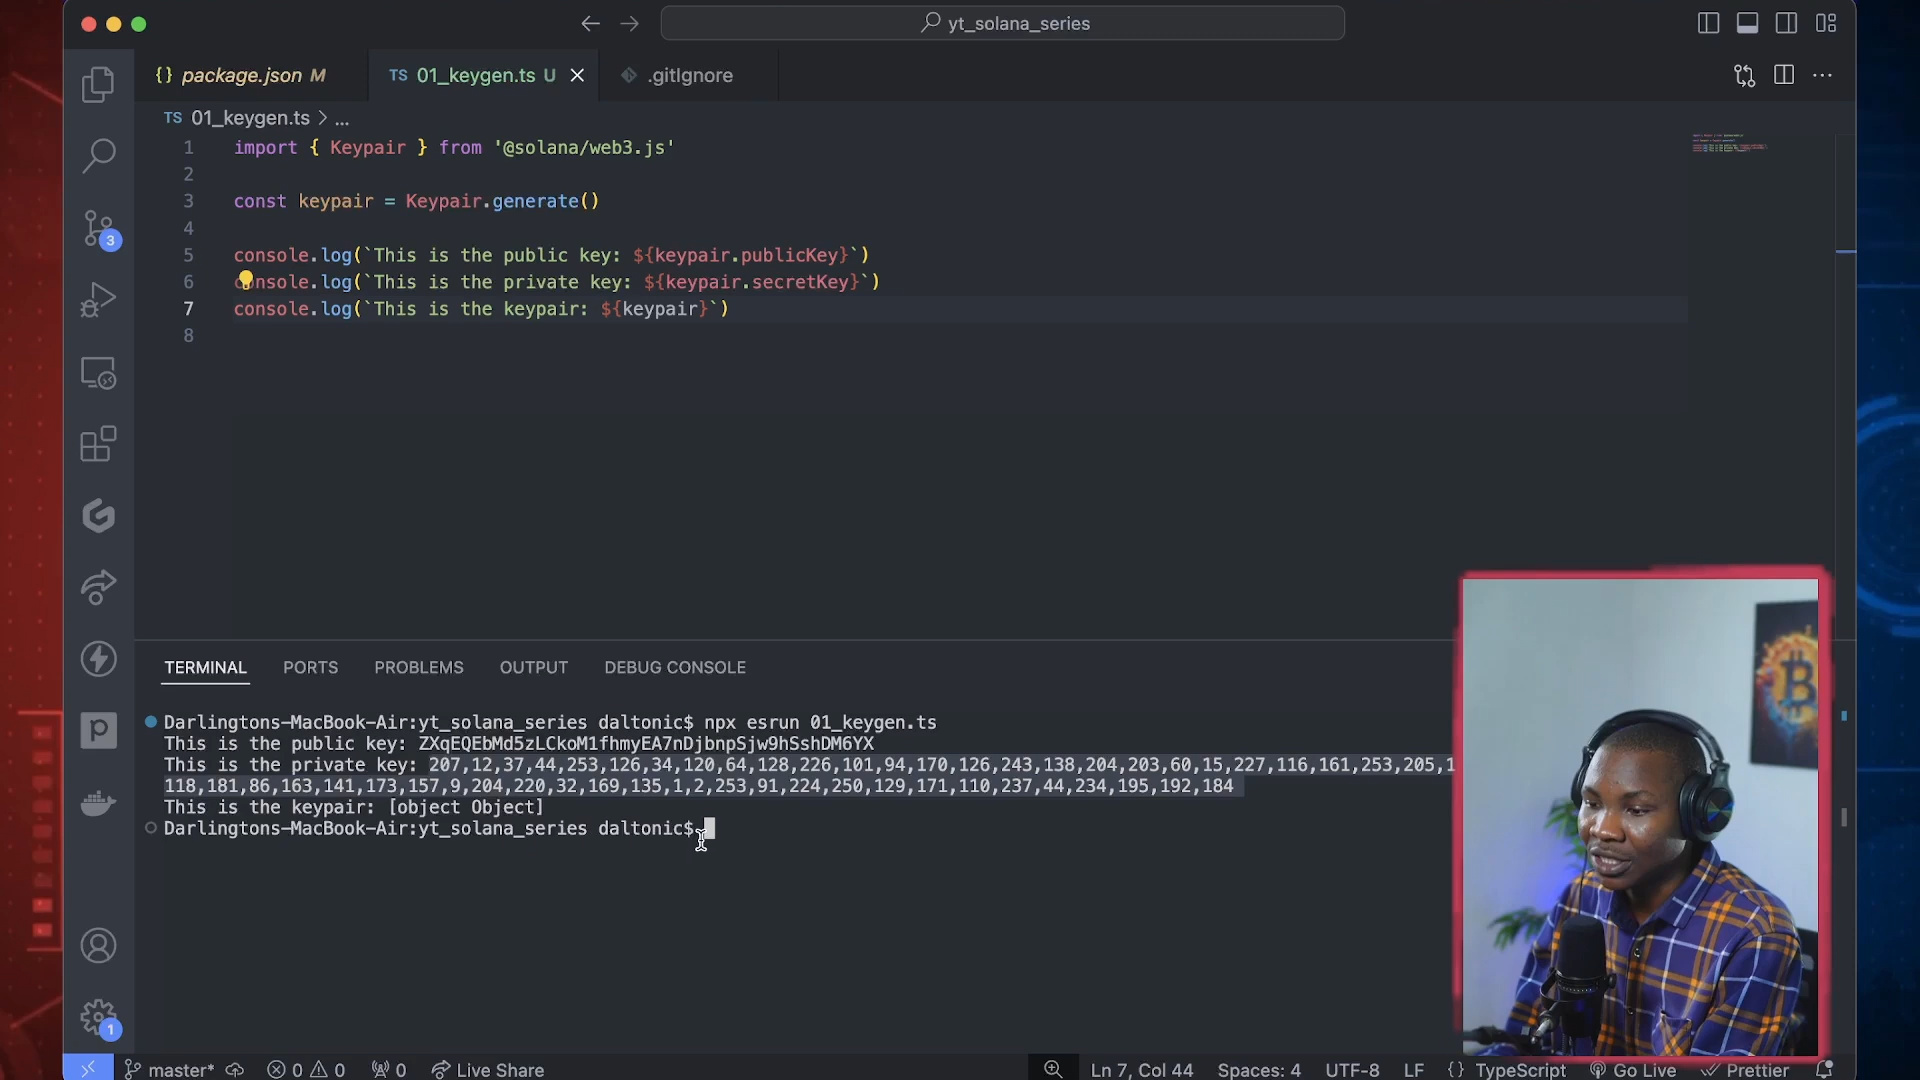 yt_solana_series
{} package.json M
TS 01_keygen.ts U
.gitIgnore
TS 01_keygen.ts > ...
1 import { Keypair } from '@solana/web3.js'
2
3 const keypair = Keypair.generate()
4
5 console.log(`This is the public key: ${keypair.publicKey}`)
6 console.log(`This is the private key: ${keypair.secretKey}`)
7 console.log(`This is the keypair: ${keypair}`)
8
3
TERMINAL PORTS PROBLEMS OUTPUT DEBUG CONSOLE
Darlingtons-MacBook-Air:yt_solana_series daltonic$ npx esrun 01_keygen.ts
This is the public key: ZXqEQEbMd5zLCkoM1fhmyEA7nDjbnpSjw9hSshDM6YX
This is the private key: 207,12,37,44,253,126,34,120,64,128,226,101,94,170,126,243,138,204,203,60,15,227,116,161,253,205,1
118,181,86,163,141,173,157,9,204,220,32,169,135,1,2,253,91,224,250,129,171,110,237,44,234,195,192,184
This is the keypair: [object Object]
Darlingtons-MacBook-Air:yt_solana_series daltonic$
1
master* 0 0 0 Live Share Ln 7, Col 44 Spaces: 4 UTF-8 LF {} TypeScript Go Live Prettier